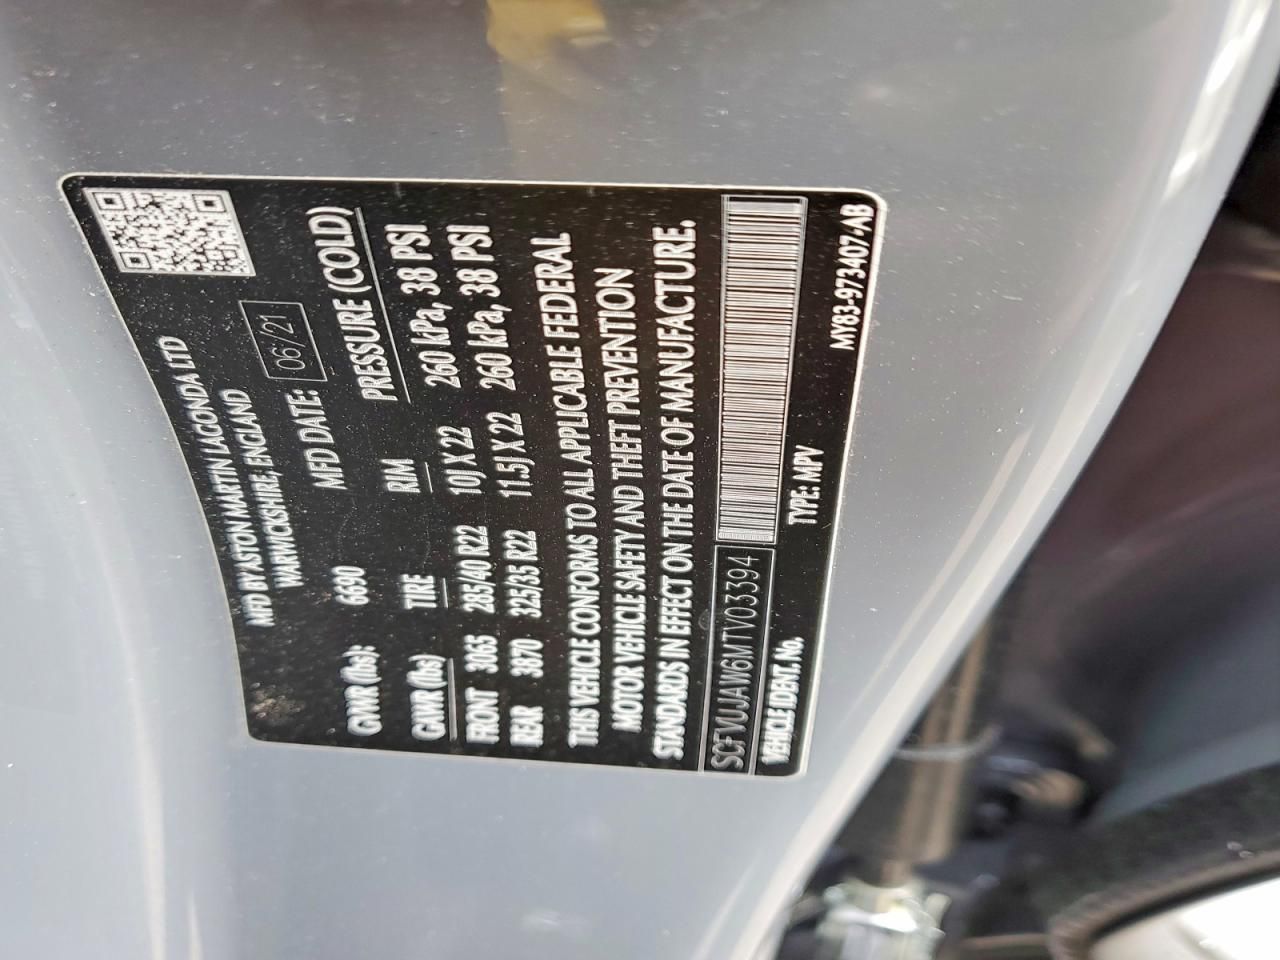 MFD BY ASTON MARTIN LAGONDA LTD
WARWICKSHIRE, ENGLAND
MFD DATE: 06/21
GVWR (lbs): 6690
PRESSURE (COLD)
GAWR (lbs) TIRE RIM
FRONT 3065 285/40 R22 10J X 22 260 kPa, 38 PSI
REAR 3870 325/35 R22 11.5J X 22 260 kPa, 38 PSI
THIS VEHICLE CONFORMS TO ALL APPLICABLE FEDERAL
MOTOR VEHICLE SAFETY AND THEFT PREVENTION
STANDARDS IN EFFECT ON THE DATE OF MANUFACTURE.
SCFVUJAW6MTV03394
VEHICLE IDENT. No. TYPE: MPV
MY83-973407-AB